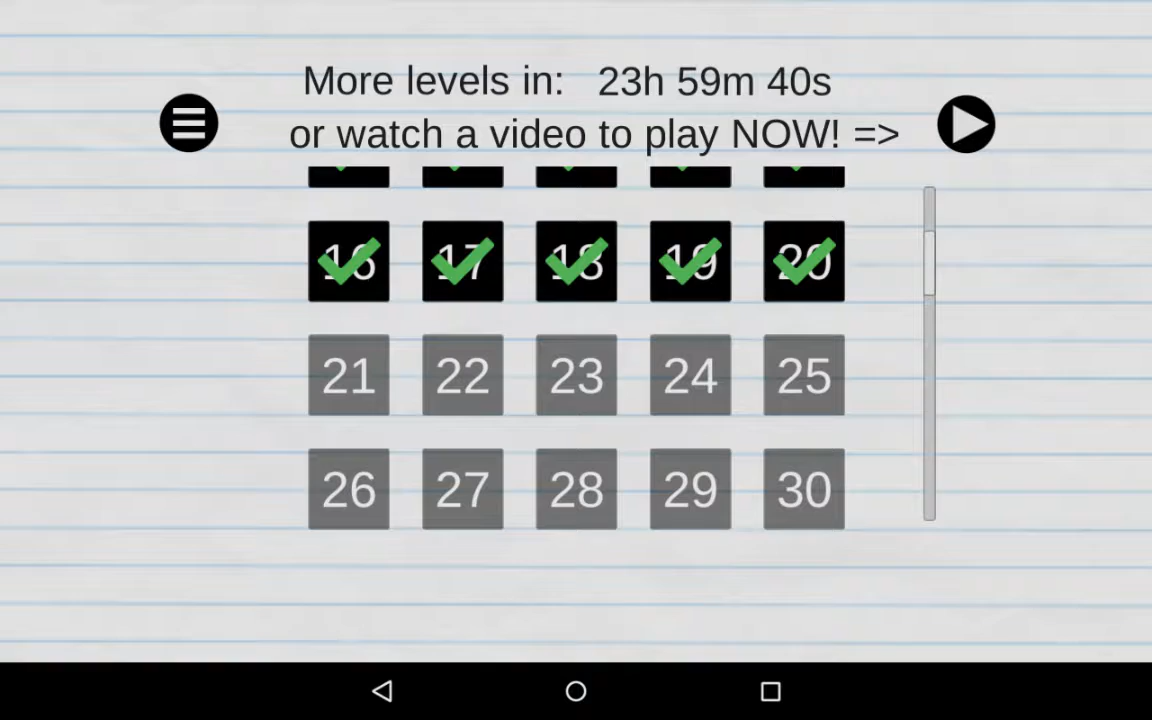 More levels in: 23h 59m 40s
or watch a video to play NOW! =>
16 17 18 19 20
21 22 23 24 25
26 27 28 29 30